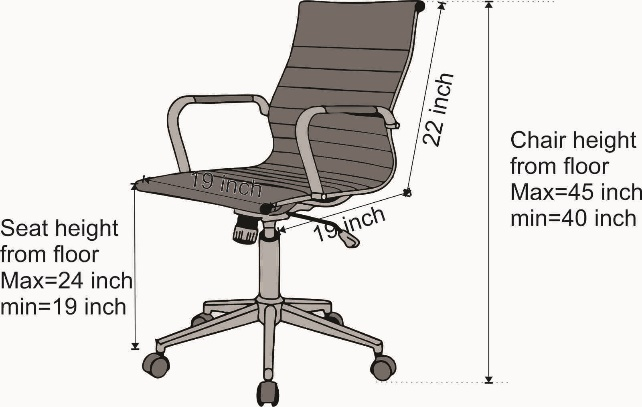 22 inch
Chair height
from floor
Max=45 inch
min=40 inch
19 inch
19 inch
Seat height
from floor
Max=24 inch
min=19 inch